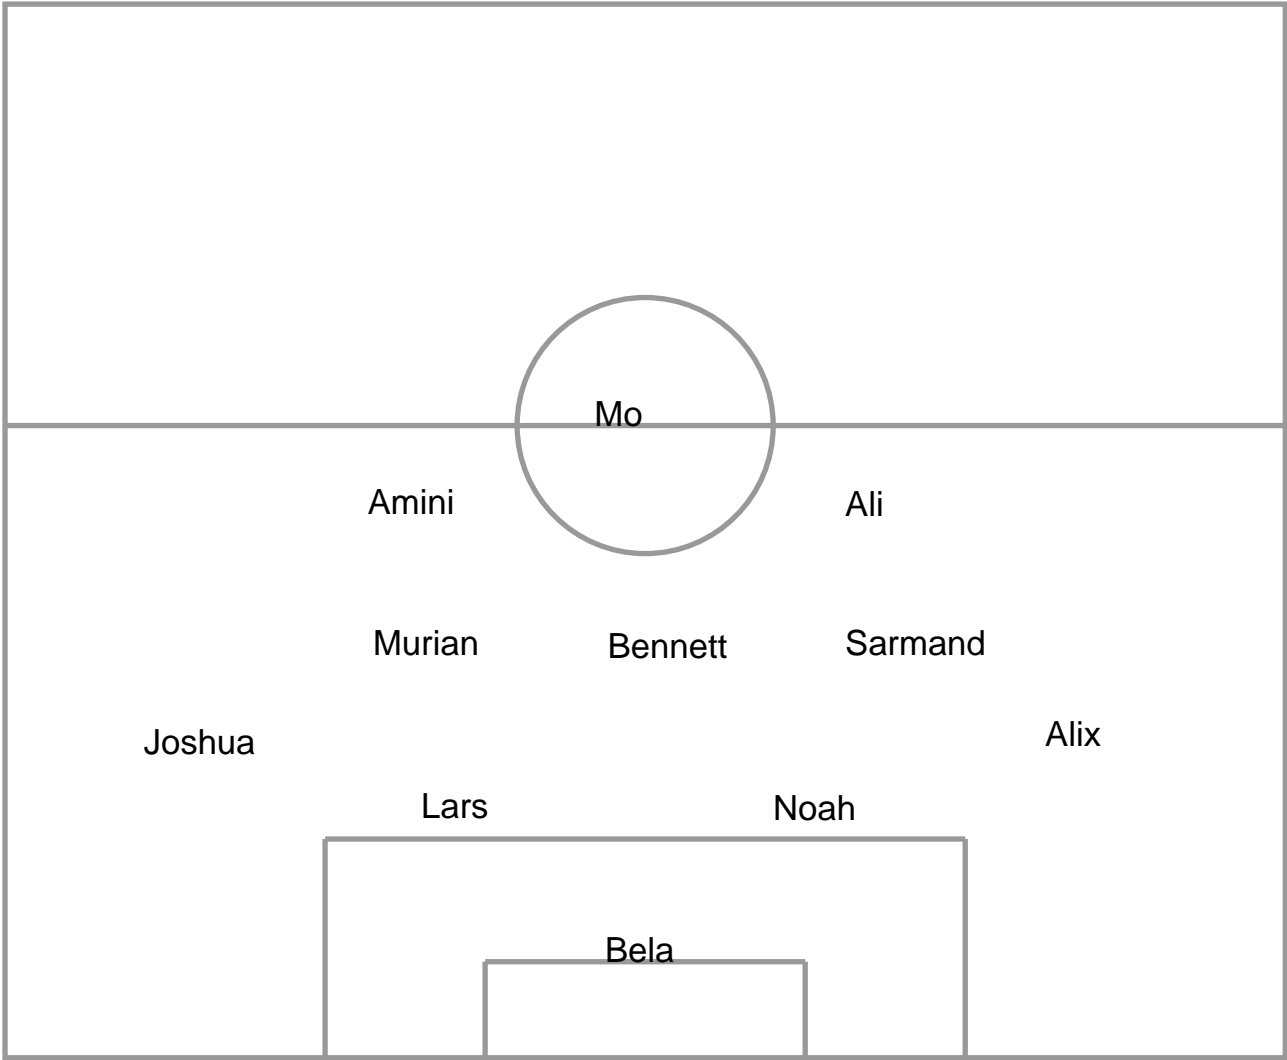 Mo
Amini
Ali
Murian
Bennett
Sarmand
Joshua
Alix
Lars
Noah
Bela